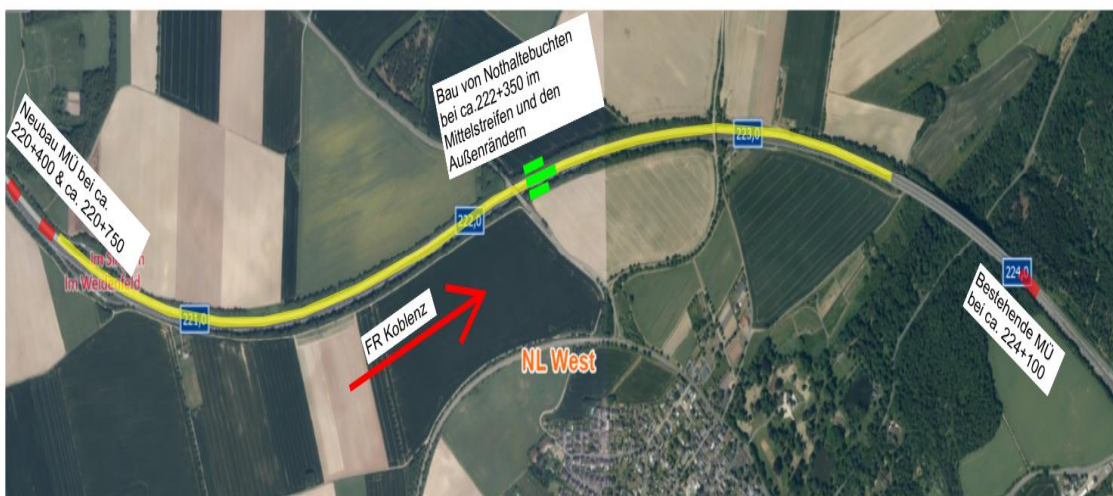 Neubau MÜ bei ca.
220+400 & ca. 220+750
Im Weidenfeld
221,0
222,0
FR Koblenz
Bau von Nothaltebuchten
bei ca.222+350 im
Mittelstreifen und den
Außenrändern
223,0
NL West
224,0
Bestehende MÜ
bei ca. 224+100